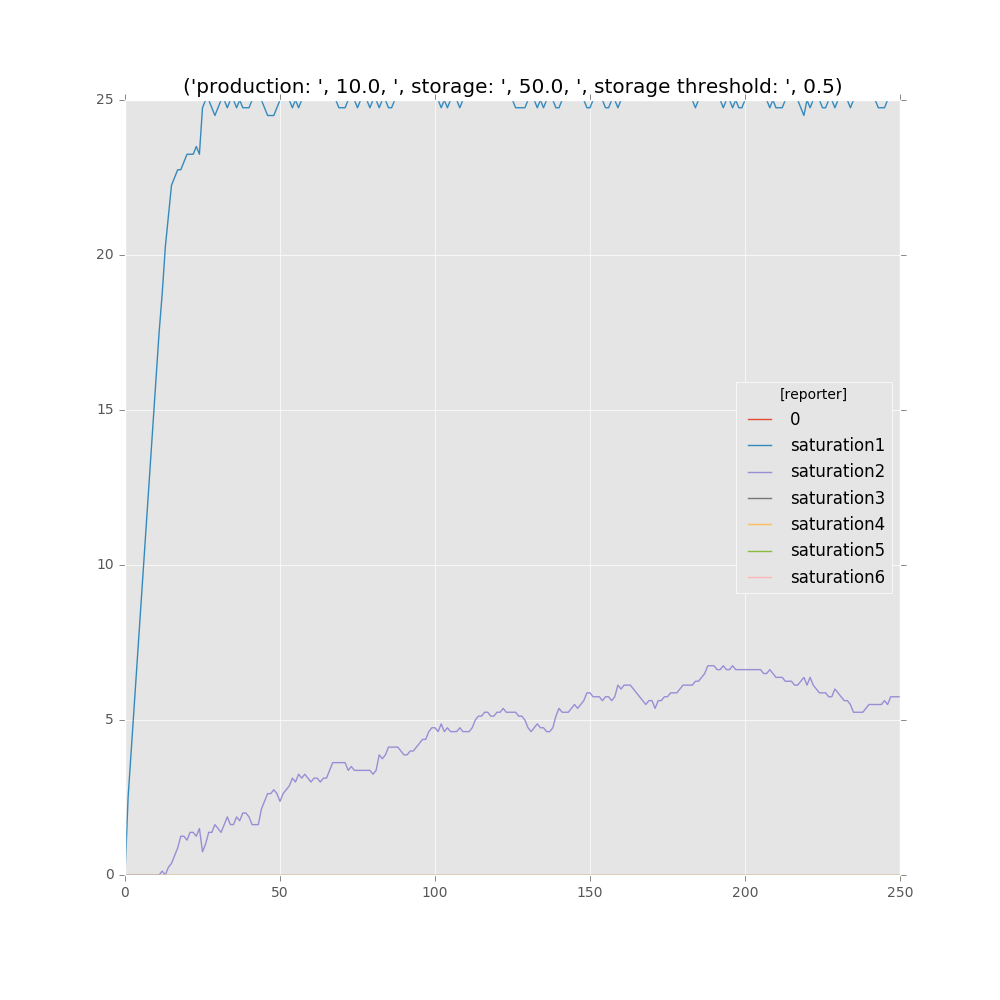 ('production: ', 10.0, ', storage: ', 50.0, ', storage threshold: ', 0.5)
25
20
15
10
5
0
[reporter]
0
saturation1
saturation2
saturation3
saturation4
saturation5
saturation6
0 50 100 150 200 250